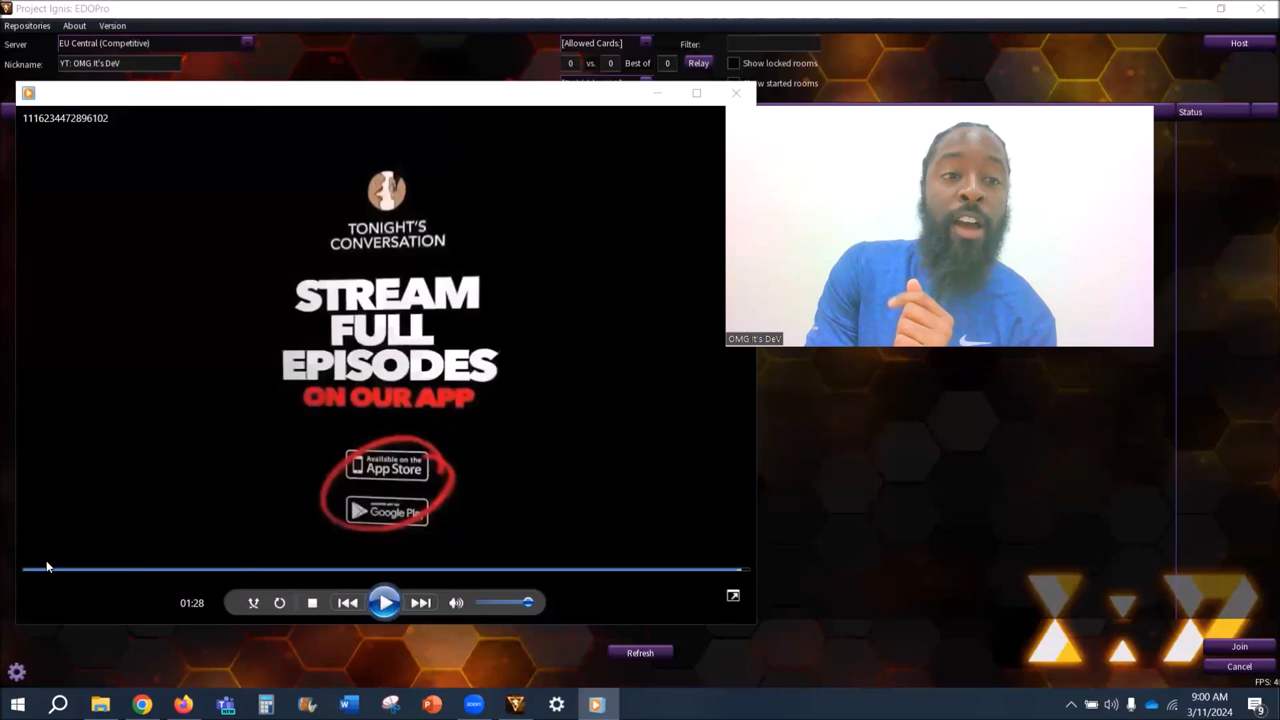 Project Ignis: EDOPro
Repositories About Version
Server EU Central (Competitive) [Allowed Cards:] Filter: Host
Nickname: YT: OMG It's DeV 0 vs. 0 Best of 0 Relay Show locked rooms
started rooms
Status
1116234472896102
TONIGHT'S
CONVERSATION
STREAM
FULL
EPISODES
ON OUR APP
Available on the
App Store
Google Play
OMG It's DeV
01:28
Refresh
Join
Cancel
FPS: 4
9:00 AM
3/11/2024